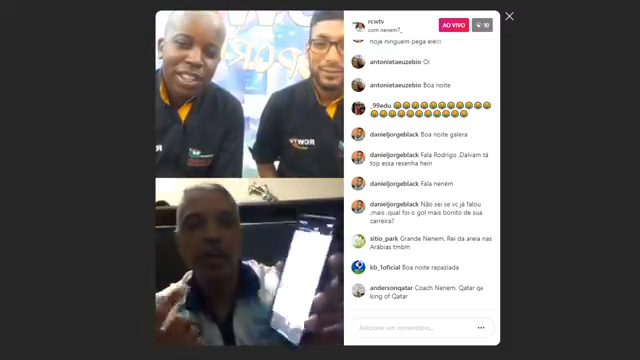 rcwtv
com nenem7_
AO VIVO
10
hoje ninguem pega ele!!!
antonietaeuzebio Oi
antonietaeuzebio Boa noite
_99edu 😂😂😂😂😂😂😂😂😂😂
😂😂😂😂😂😂😂😂😂😂
danieljorgeblack Boa noite galera
danieljorgeblack Fala Rodrigo .Dalvam tá
top essa resenha hein
danieljorgeblack Fala neném
danieljorgeblack Não sei se vc já falou
.mais .qual foi o gol mais bonito de sua
carreira?
sitio_park Grande Nenem, Rei da areia nas
Arábias tmbm
kb_1oficial Boa noite rapaziada
andersonqatar Coach Nenem, Qatar QA
king of Qatar
Adicione um comentário...
RCWTV